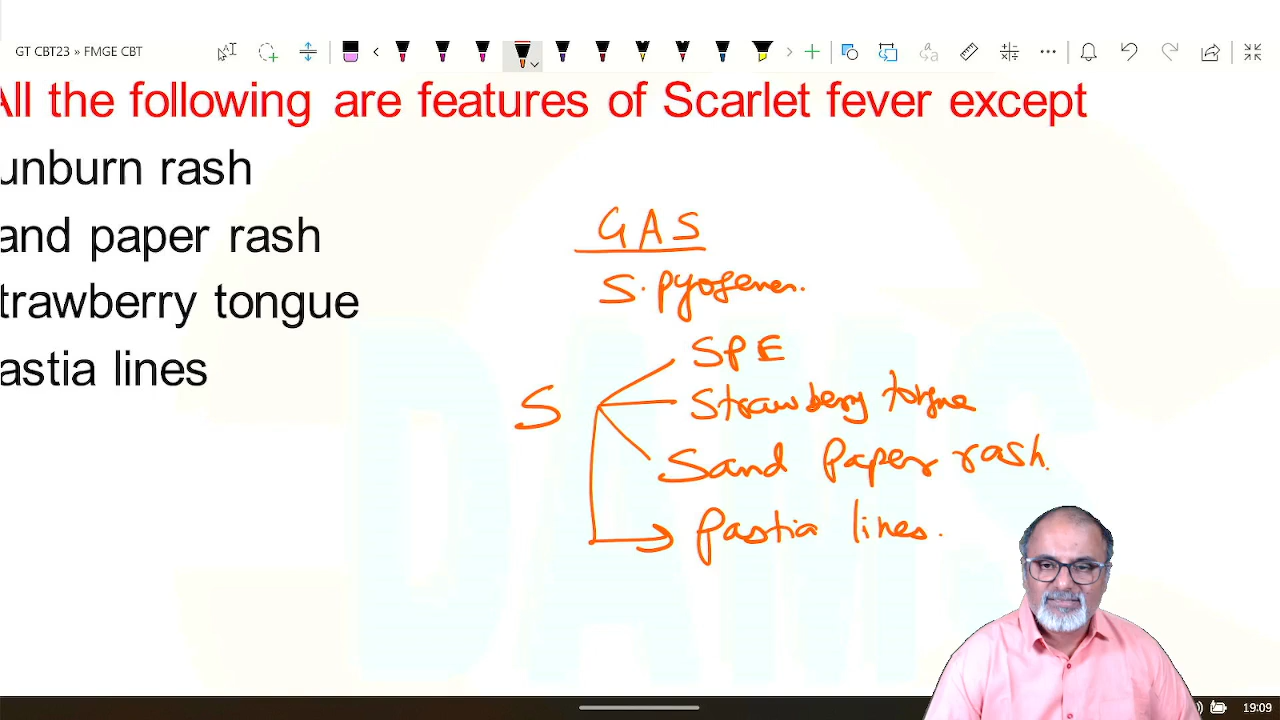 GT CBT23 » FMGE CBT
All the following are features of Scarlet fever except
unburn rash
and paper rash
trawberry tongue
astia lines
GAS
S. pyogenes.
S
SPE
Strawberry tongue
Sand Paper rash.
Pastia lines.
DAMS
19:09